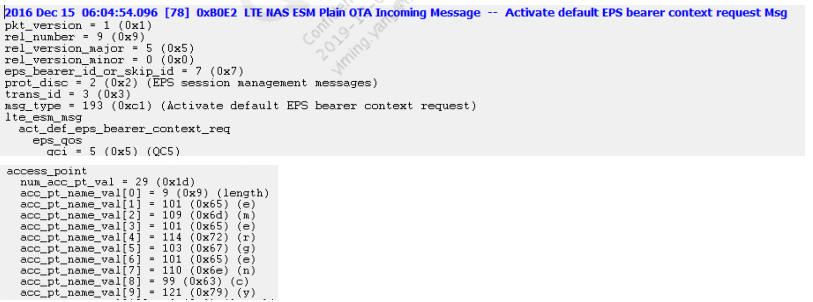 2016 Dec 15 06:04:54.096 [78] 0xB0E2 LTE NAS ESM Plain OTA Incoming Message -- Activate default EPS bearer context request Msg
pkt_version = 1 (0x1)
rel_number = 9 (0x9)
rel_version_major = 5 (0x5)
rel_version_minor = 0 (0x0)
eps_bearer_id_or_skip_id = 7 (0x7)
prot_disc = 2 (0x2) (EPS session management messages)
trans_id = 3 (0x3)
msg_type = 193 (0xc1) (Activate default EPS bearer context request)
lte_esm_msg
act_def_eps_bearer_context_req
eps_qos
qci = 5 (0x5) (QC5)
access_point
num_acc_pt_val = 29 (0x1d)
acc_pt_name_val[0] = 9 (0x9) (length)
acc_pt_name_val[1] = 101 (0x65) (e)
acc_pt_name_val[2] = 109 (0x6d) (m)
acc_pt_name_val[3] = 101 (0x65) (e)
acc_pt_name_val[4] = 114 (0x72) (r)
acc_pt_name_val[5] = 103 (0x67) (g)
acc_pt_name_val[6] = 101 (0x65) (e)
acc_pt_name_val[7] = 110 (0x6e) (n)
acc_pt_name_val[8] = 99 (0x63) (c)
acc_pt_name_val[9] = 121 (0x79) (y)